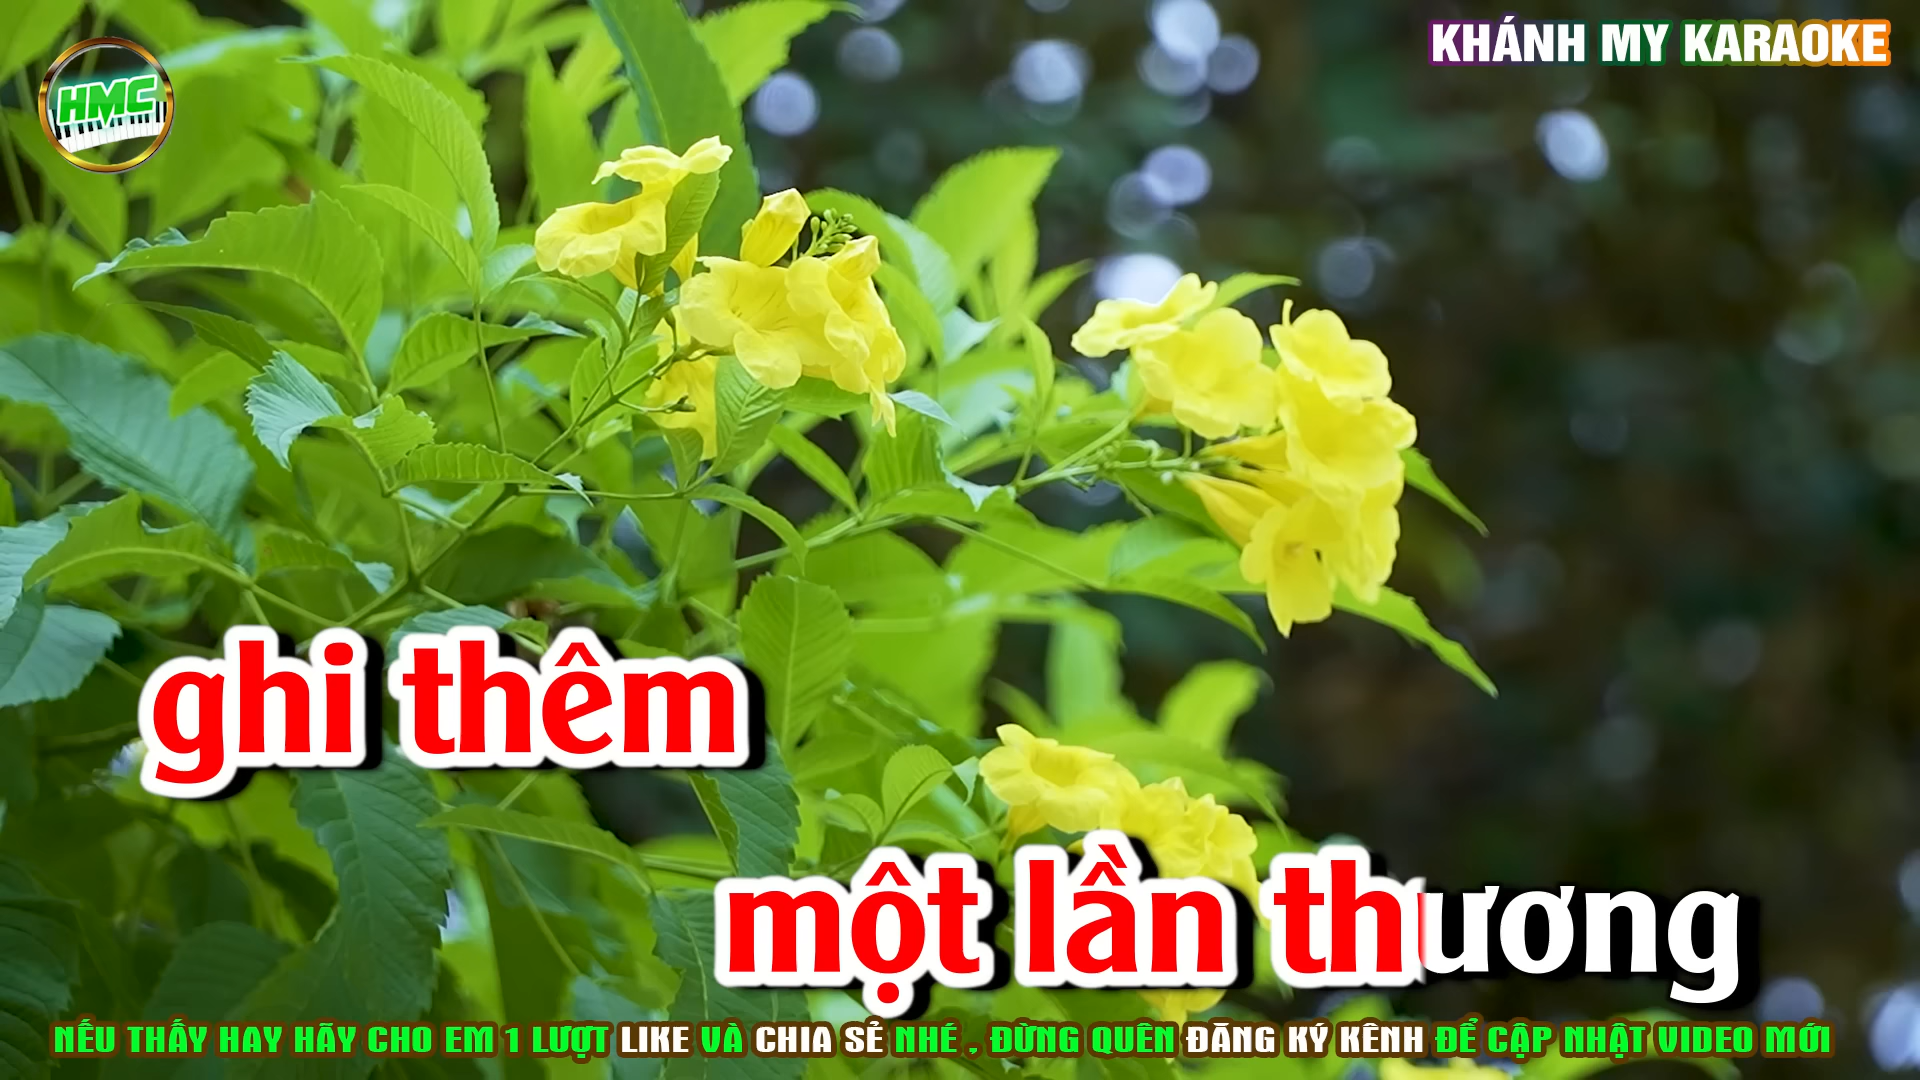 KHÁNH MY KARAOKE
HMC
ghi thêm
một lần thương
NẾU THẤY HAY HÃY CHO EM 1 LƯỢT LIKE VÀ CHIA SẺ NHÉ , ĐỪNG QUÊN ĐĂNG KÝ KÊNH ĐỂ CẬP NHẬT VIDEO MỚI